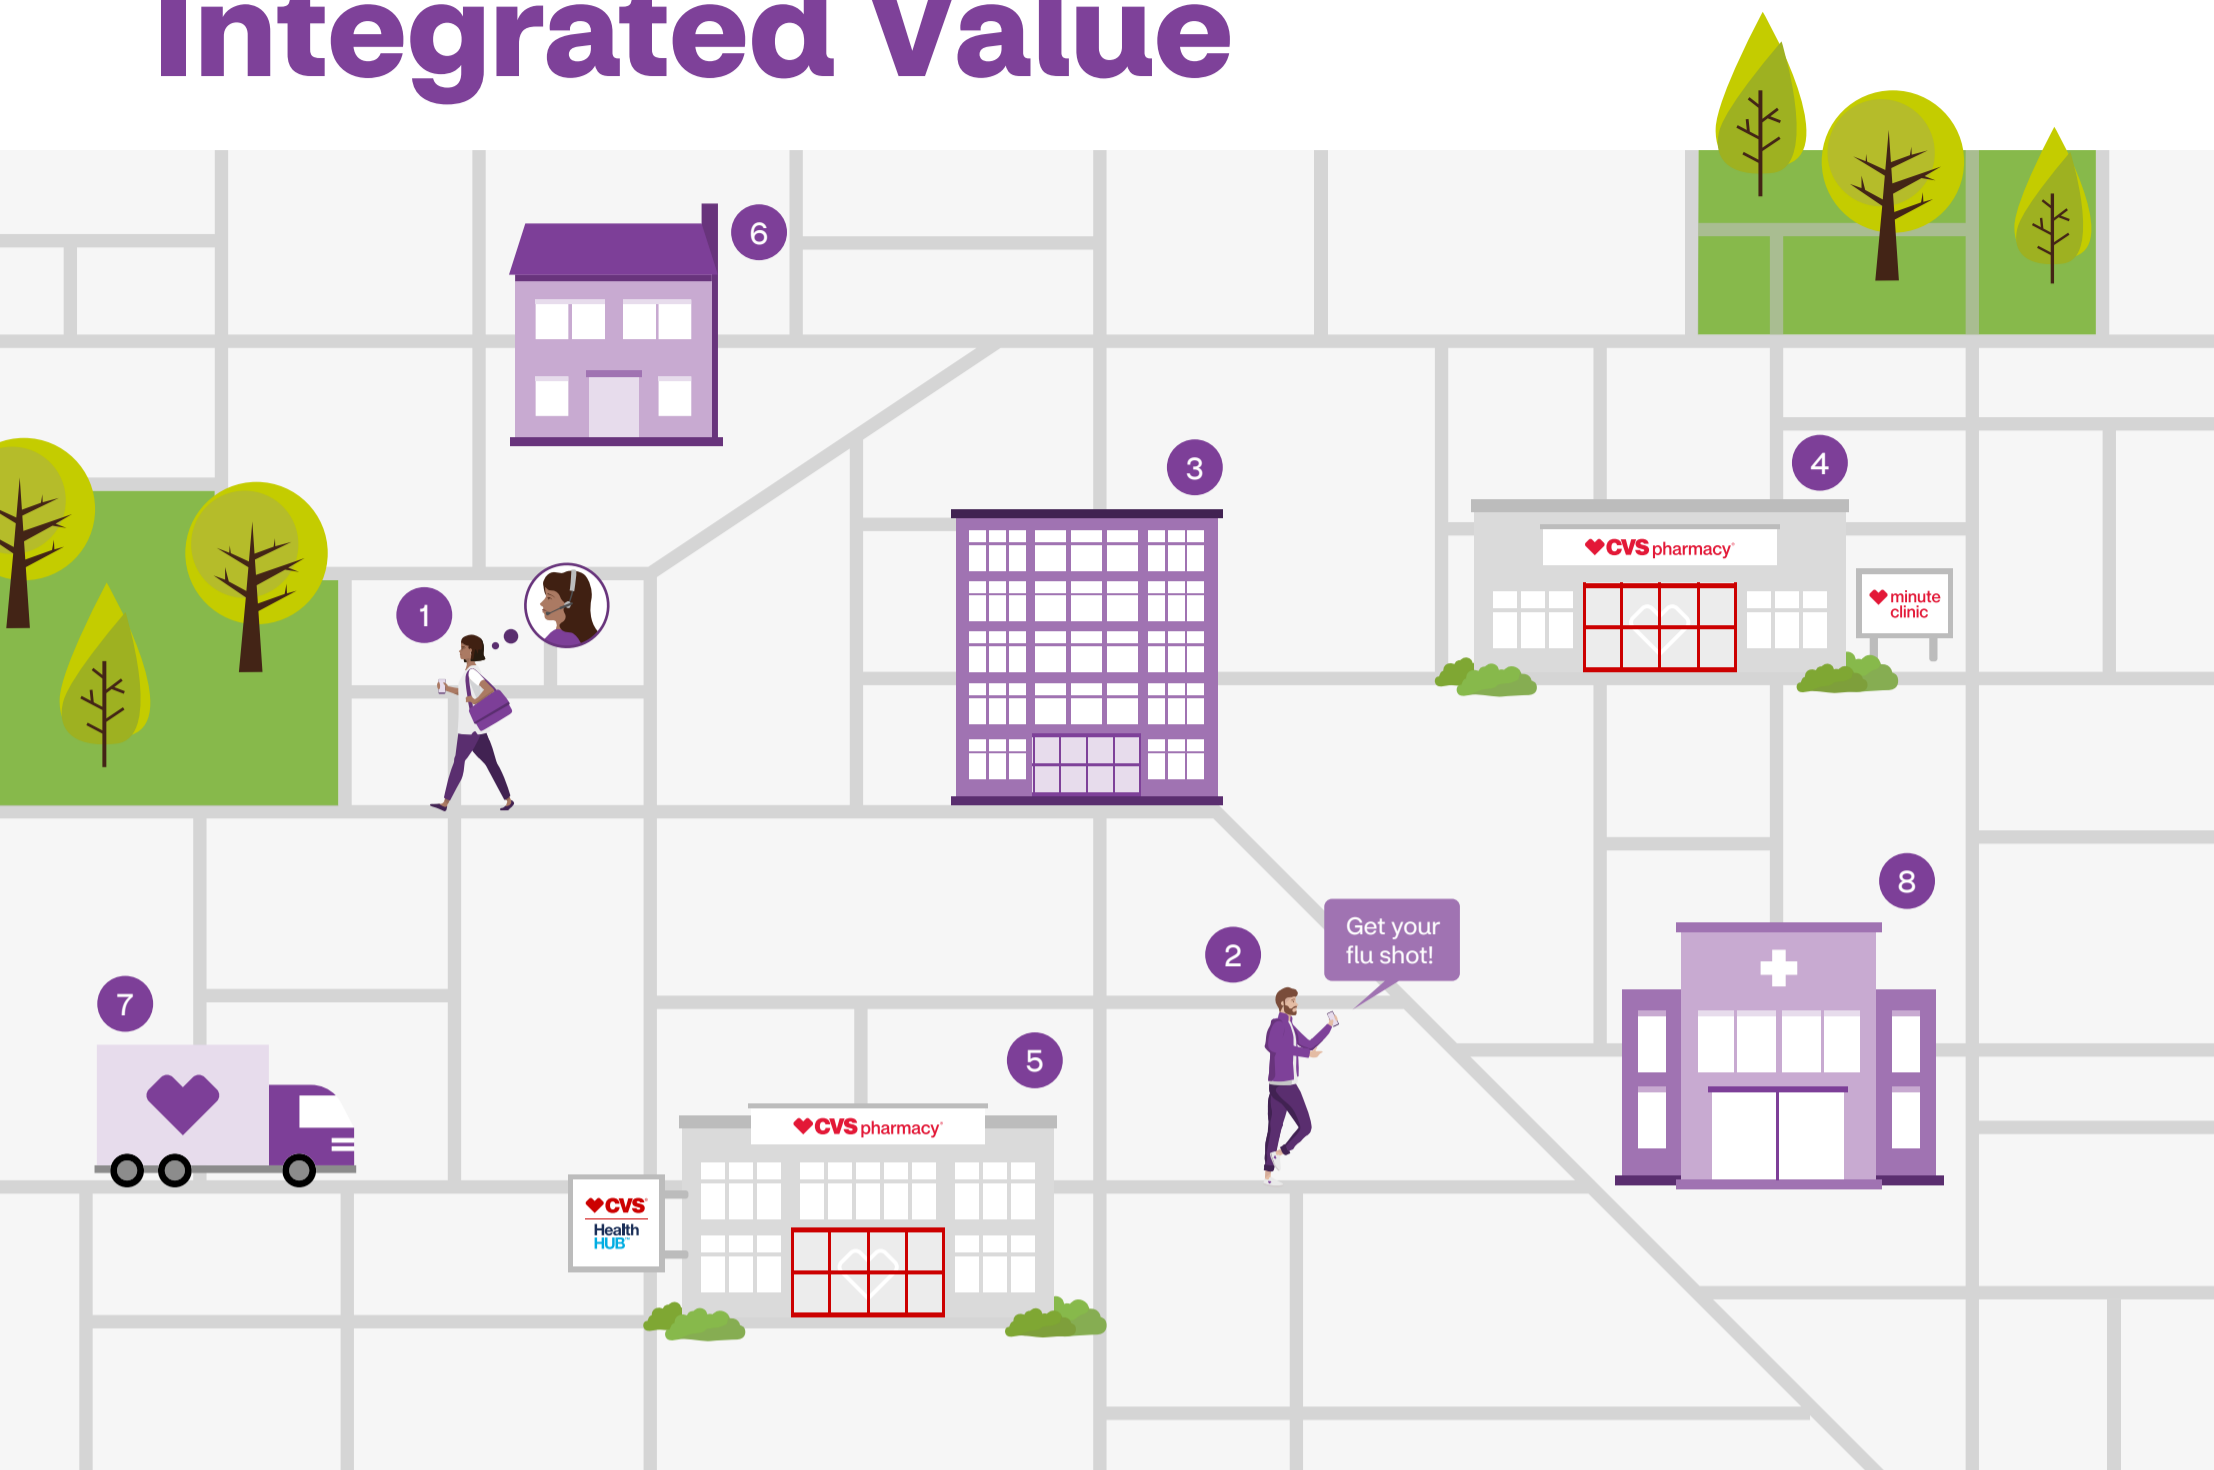 Integrated Value
6
3
4
CVS pharmacy®
minute
clinic
1
8
Get your
flu shot!
2
7
5
CVS pharmacy®
CVS®
Health
HUB™